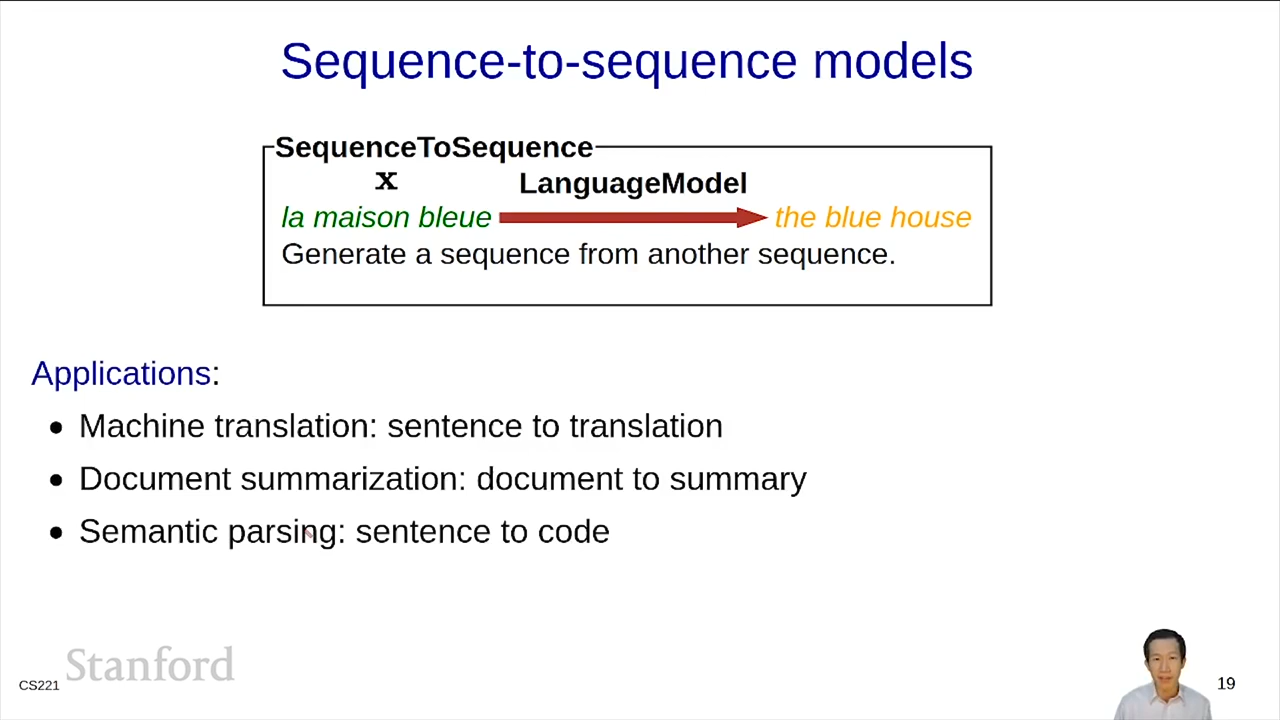 Sequence-to-sequence models
SequenceToSequence
x
LanguageModel
la maison bleue
the blue house
Generate a sequence from another sequence.
Applications:
• Machine translation: sentence to translation
• Document summarization: document to summary
• Semantic parsing: sentence to code
Stanford
CS221
19